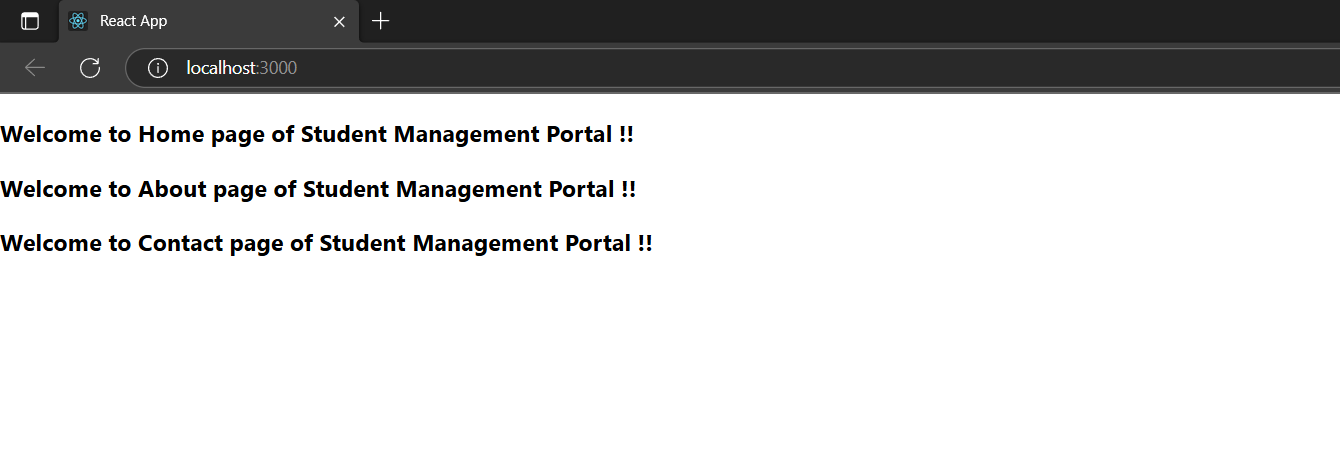 React App
localhost:3000
Welcome to Home page of Student Management Portal !!
Welcome to About page of Student Management Portal !!
Welcome to Contact page of Student Management Portal !!